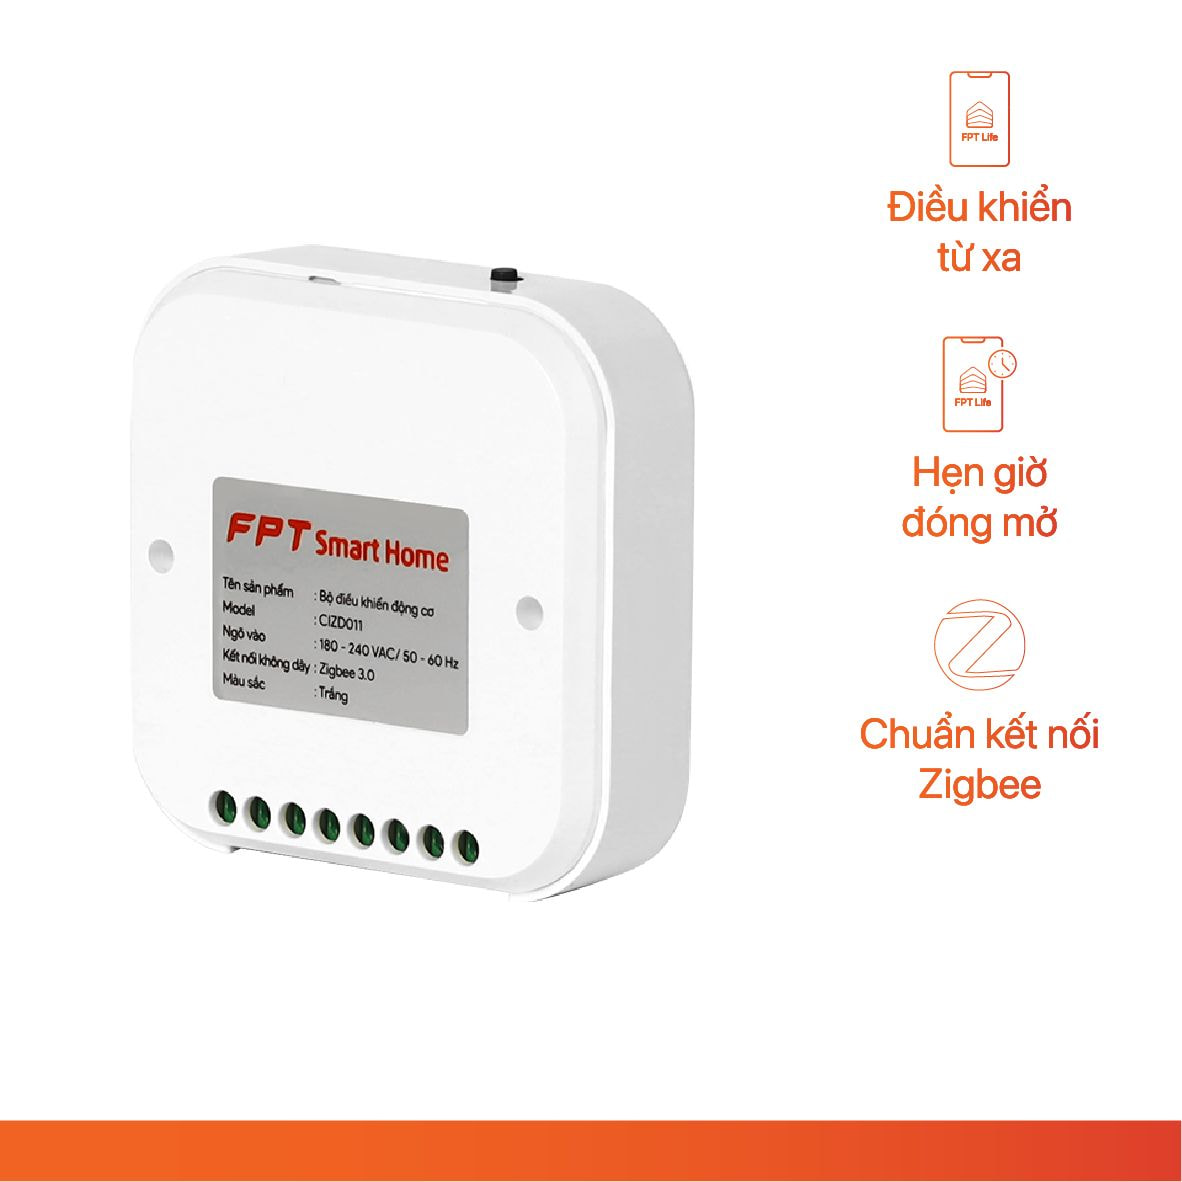 FPT Life
Điều khiển
từ xa
FPT Life
Hẹn giờ
đóng mở
Chuẩn kết nối
Zigbee
FPT Smart Home
Tên sản phẩm : Bộ điều khiển động cơ
Model : CIZD011
Ngõ vào : 180 - 240 VAC/ 50 - 60 Hz
Kết nối không dây : Zigbee 3.0
Màu sắc : Trắng